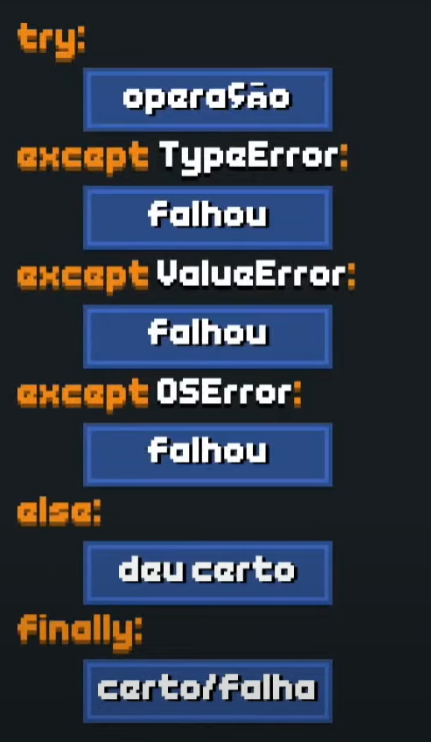 try:
operação
except TypeError:
falhou
except ValueError:
falhou
except OSError:
falhou
else:
deu certo
finally:
certo/falha